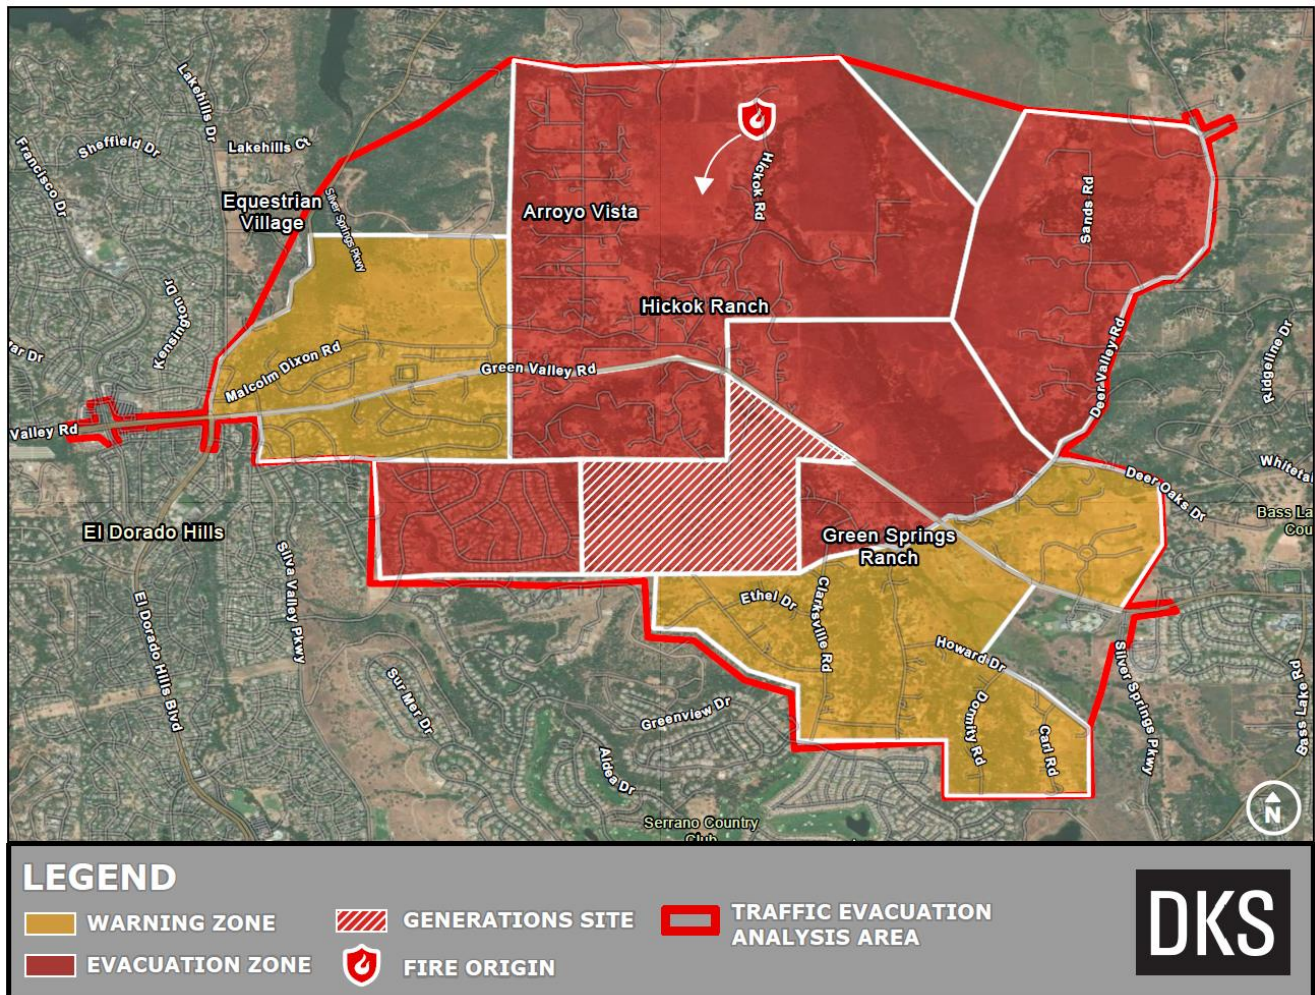 Lakehills Dr
Sheffield Dr
Francisco Dr
Lakehills Ct
Equestrian
Village
Silver Springs Pkwy
Arroyo Vista
Hickok Rd
Sands Rd
Kensington Dr
Hickok Ranch
Malcolm Dixon Rd
Green Valley Rd
Deer Valley Rd
Ridgeline Dr
Valley Rd
Deer Oaks Dr
El Dorado Hills
Green Springs
Ranch
Silva Valley Pkwy
El Dorado Hills Blvd
Ethel Dr
Clarksville Rd
Howard Dr
Dormity Rd
Carl Rd
Silver Springs Pkwy
Bass Lake Rd
Sur Mer Dr
Greenview Dr
Aldea Dr
Serrano Country
Club
N
LEGEND
WARNING ZONE
EVACUATION ZONE
GENERATIONS SITE
FIRE ORIGIN
TRAFFIC EVACUATION
ANALYSIS AREA
DKS